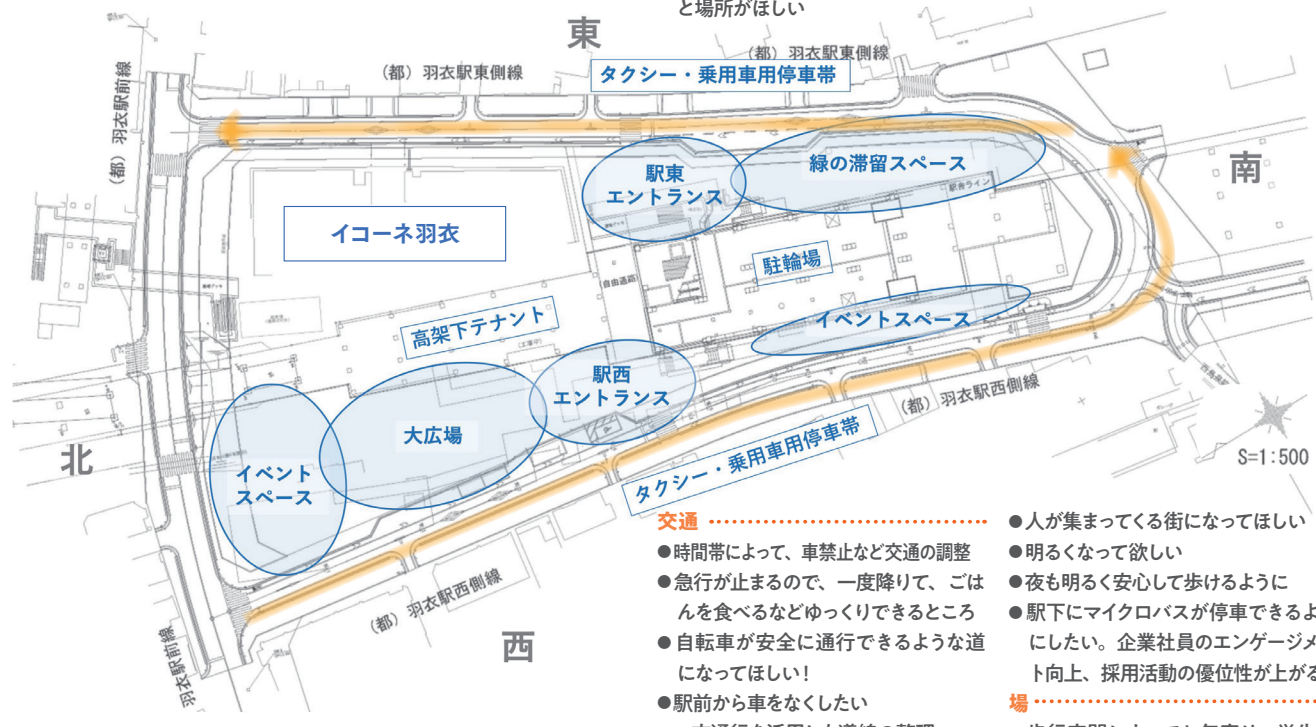 と場所がほしい
東
（都）羽衣駅東側線
（都）羽衣駅東側線
タクシー・乗用車用停車帯
（都）羽衣駅前線
南
緑の滞留スペース
駅東
エントランス
駅舎ライン
イコーネ羽衣
駐輪場
自由通路
イベントスペース
高架下テナント
駅西
エントランス
（都）羽衣駅西側線
大広場
北
イベント
スペース
タクシー・乗用車用停車帯
S=1:500
（都）羽衣駅西側線
西
羽衣駅前線
交通
●時間帯によって、車禁止など交通の調整
●急行が止まるので、一度降りて、ごは
んを食べるなどゆっくりできるところ
●自転車が安全に通行できるような道
になってほしい！
●駅前から車をなくしたい
●人が集まってくる街になってほしい
●明るくなって欲しい
●夜も明るく安心して歩けるように
●駅下にマイクロバスが停車できるよ
にしたい。企業社員のエンゲージメ
ト向上、採用活動の優位性が上がる
場